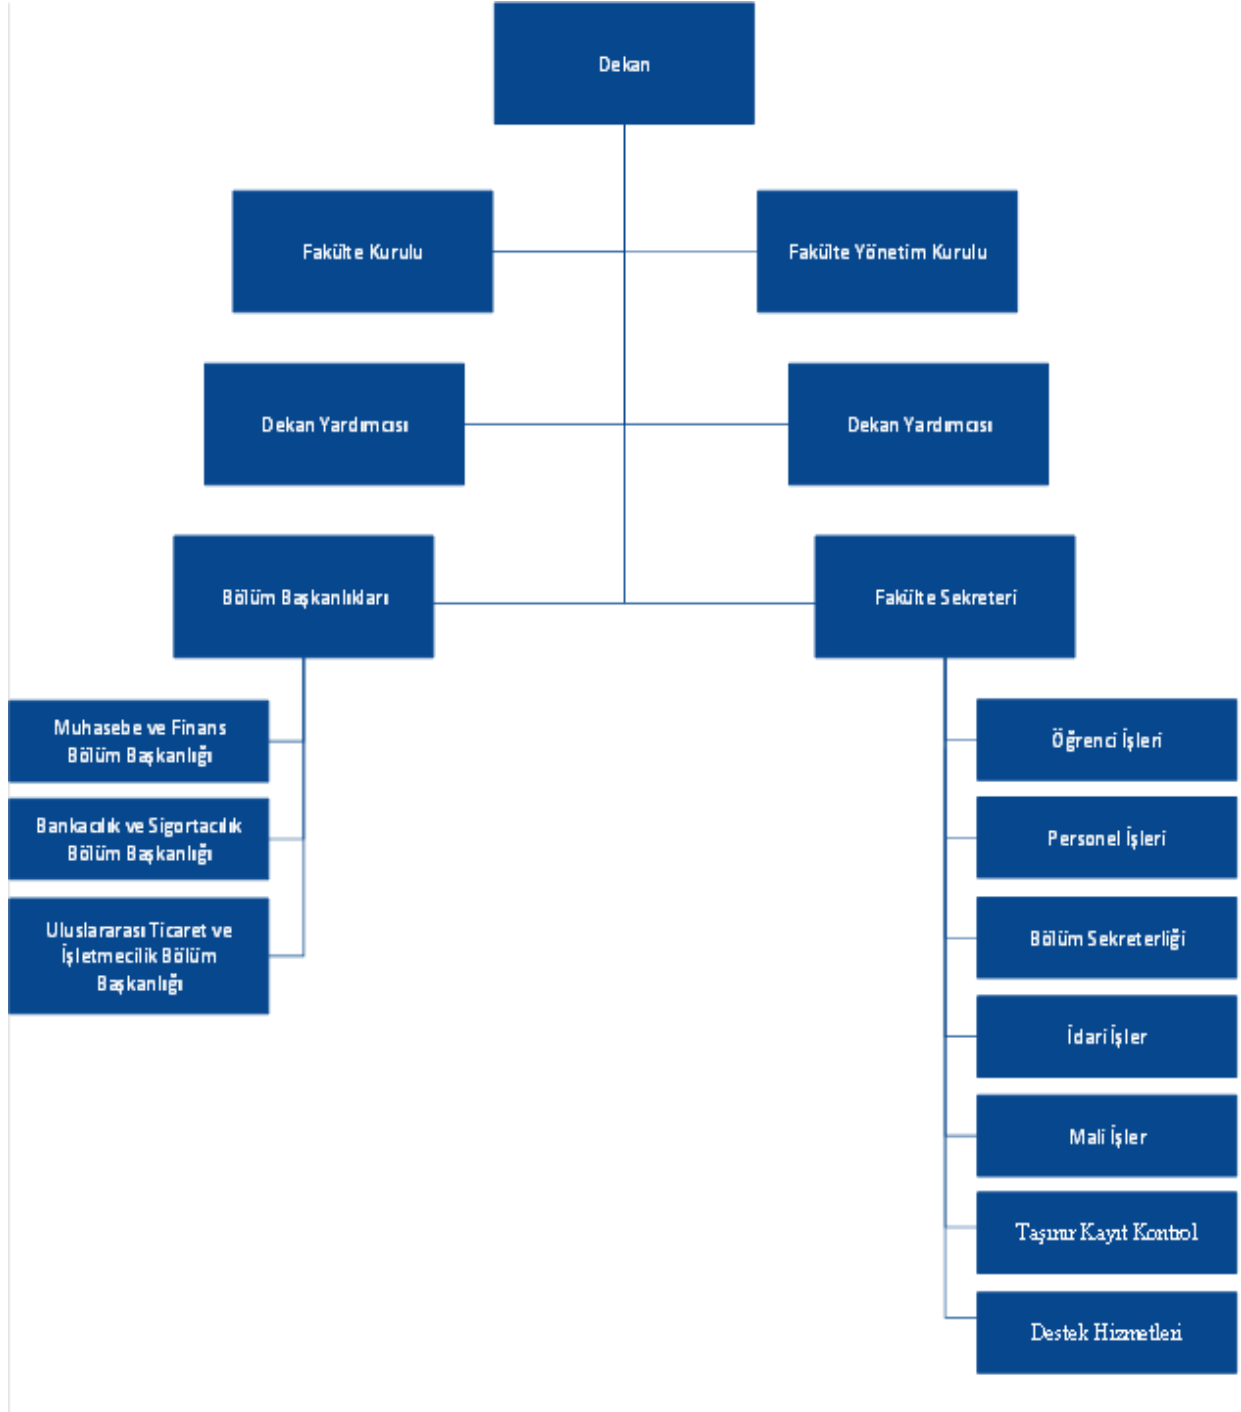 Dekan
Fakülte Kurulu
Fakülte Yönetim Kurulu
Dekan Yardımcısı
Dekan Yardımcısı
Bölüm Başkanlıkları
Fakülte Sekreteri
Muhasebe ve Finans
Bölüm Başkanlığı
Bankacılık ve Sigortacılık
Bölüm Başkanlığı
Uluslararası Ticaret ve
İşletmecilik Bölüm
Başkanlığı
Öğrenci İşleri
Personel İşleri
Bölüm Sekreterliği
İdari İşler
Mali İşler
Taşınır Kayıt Kontrol
Destek Hizmetleri